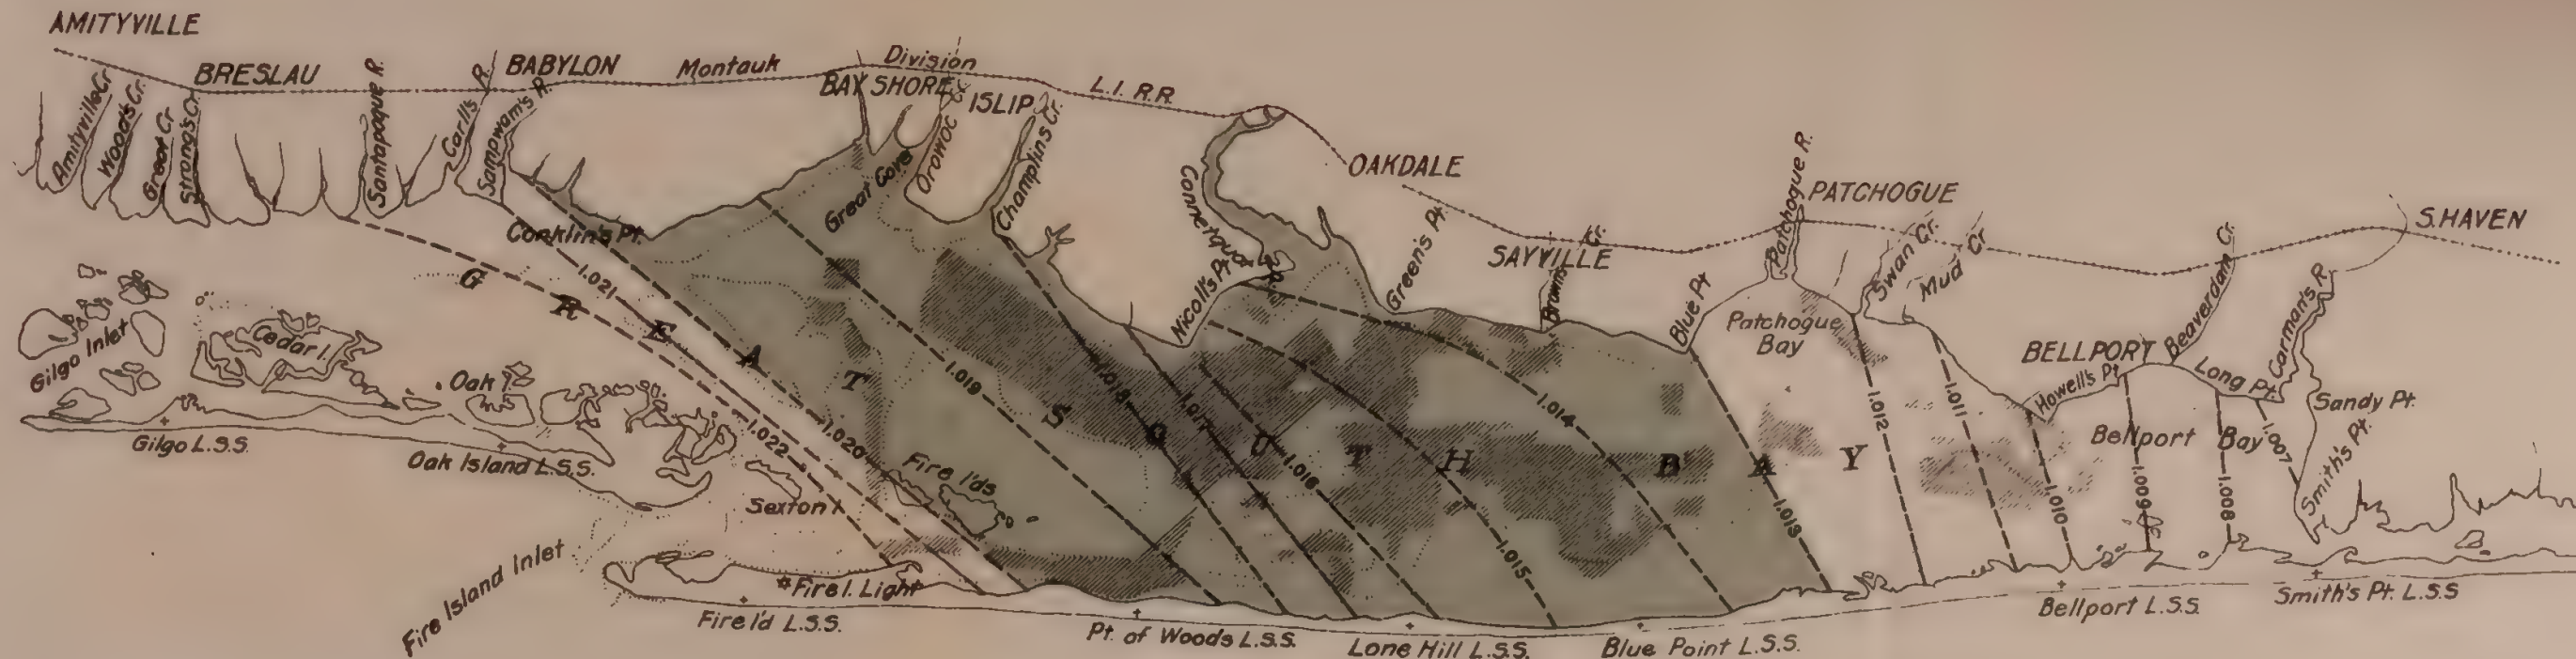 AMITYVILLE
BRESLAU
BABYLON
Montauk
Division
BAY SHORE
ISLIP
L.I. R.R.
OAKDALE
SAYVILLE
PATCHOGUE
BELLPORT
S. HAVEN
Amityville Cr.
Wood's Cr.
Great Cr.
Strong's Cr.
Santapogue R.
Carll's R.
Sampwam's R.
Conklin's Pt.
Great Cove
Orowoc
Champlins Cr.
Connetquot
Nicoll's Pt.
Green's Pt.
Browns Cr.
Blue Pt
Patchogue R.
Patchogue
Bay
Swan Cr.
Mud Cr
Howell's Pt
Beaverdam Cr.
Long Pt.
Carman's R.
Sandy Pt.
Smith's Pt.
Bellport Bay
GREAT SOUTH BAY
1.022
1.021
1.020
1.019
1.018
1.017
1.016
1.015
1.014
1.013
1.012
1.011
1.010
1.009
1.008
1.007
Gilgo Inlet
Cedar I.
Oak I.
Gilgo L.S.S.
Oak Island L.S.S.
Sexton I.
Fire I'ds
Fire Island Inlet
Fire I. Light
Fire I'd L.S.S.
Pt. of Woods L.S.S.
Lone Hill L.S.S.
Blue Point L.S.S.
Bellport L.S.S.
Smith's Pt. L.S.S